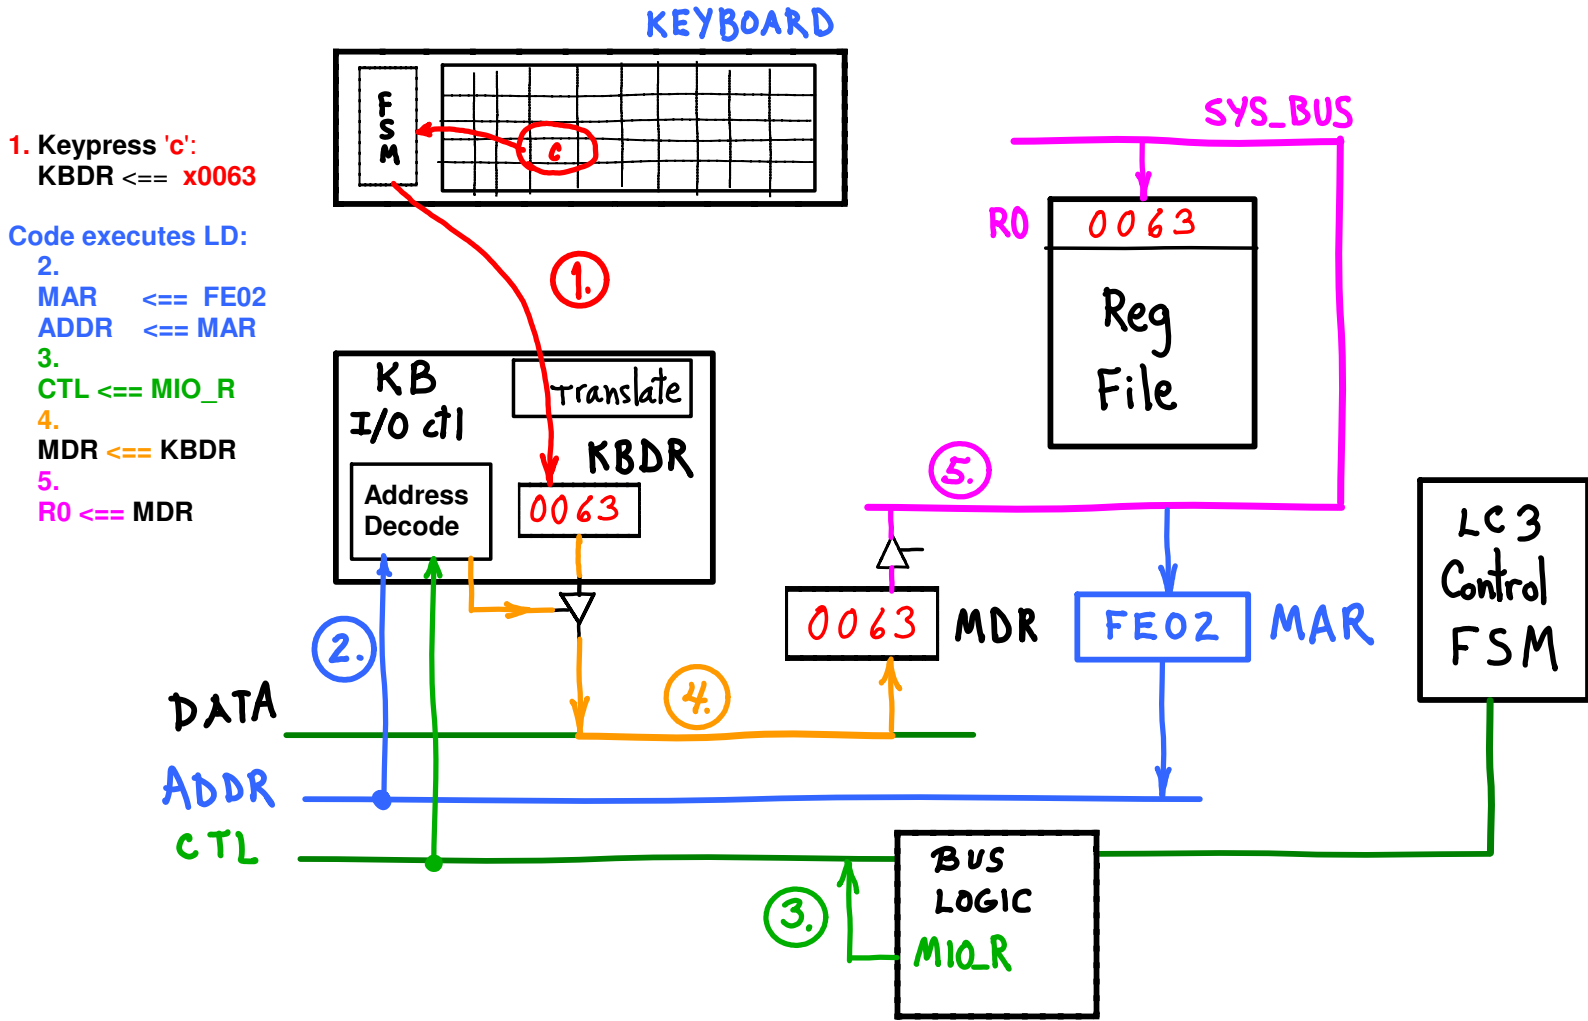 KEYBOARD
FSM
c
1. Keypress 'c':
KBDR <== x0063
Code executes LD:
2.
MAR <== FE02
ADDR <== MAR
3.
CTL <== MIO_R
4.
MDR <== KBDR
5.
R0 <== MDR
1.
SYS_BUS
R0
0063
Reg
File
KB
I/O ctl
Translate
KBDR
0063
Address
Decode
2.
5.
0063
MDR
FE02
MAR
LC3
Control
FSM
4.
DATA
ADDR
CTL
3.
BUS
LOGIC
MIO_R